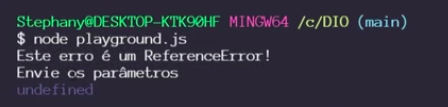 Stephany@DESKTOP-KTK90HF MINGW64 /c/DIO (main)
$ node playground.js
Este erro é um ReferenceError!
Envie os parâmetros
undefined